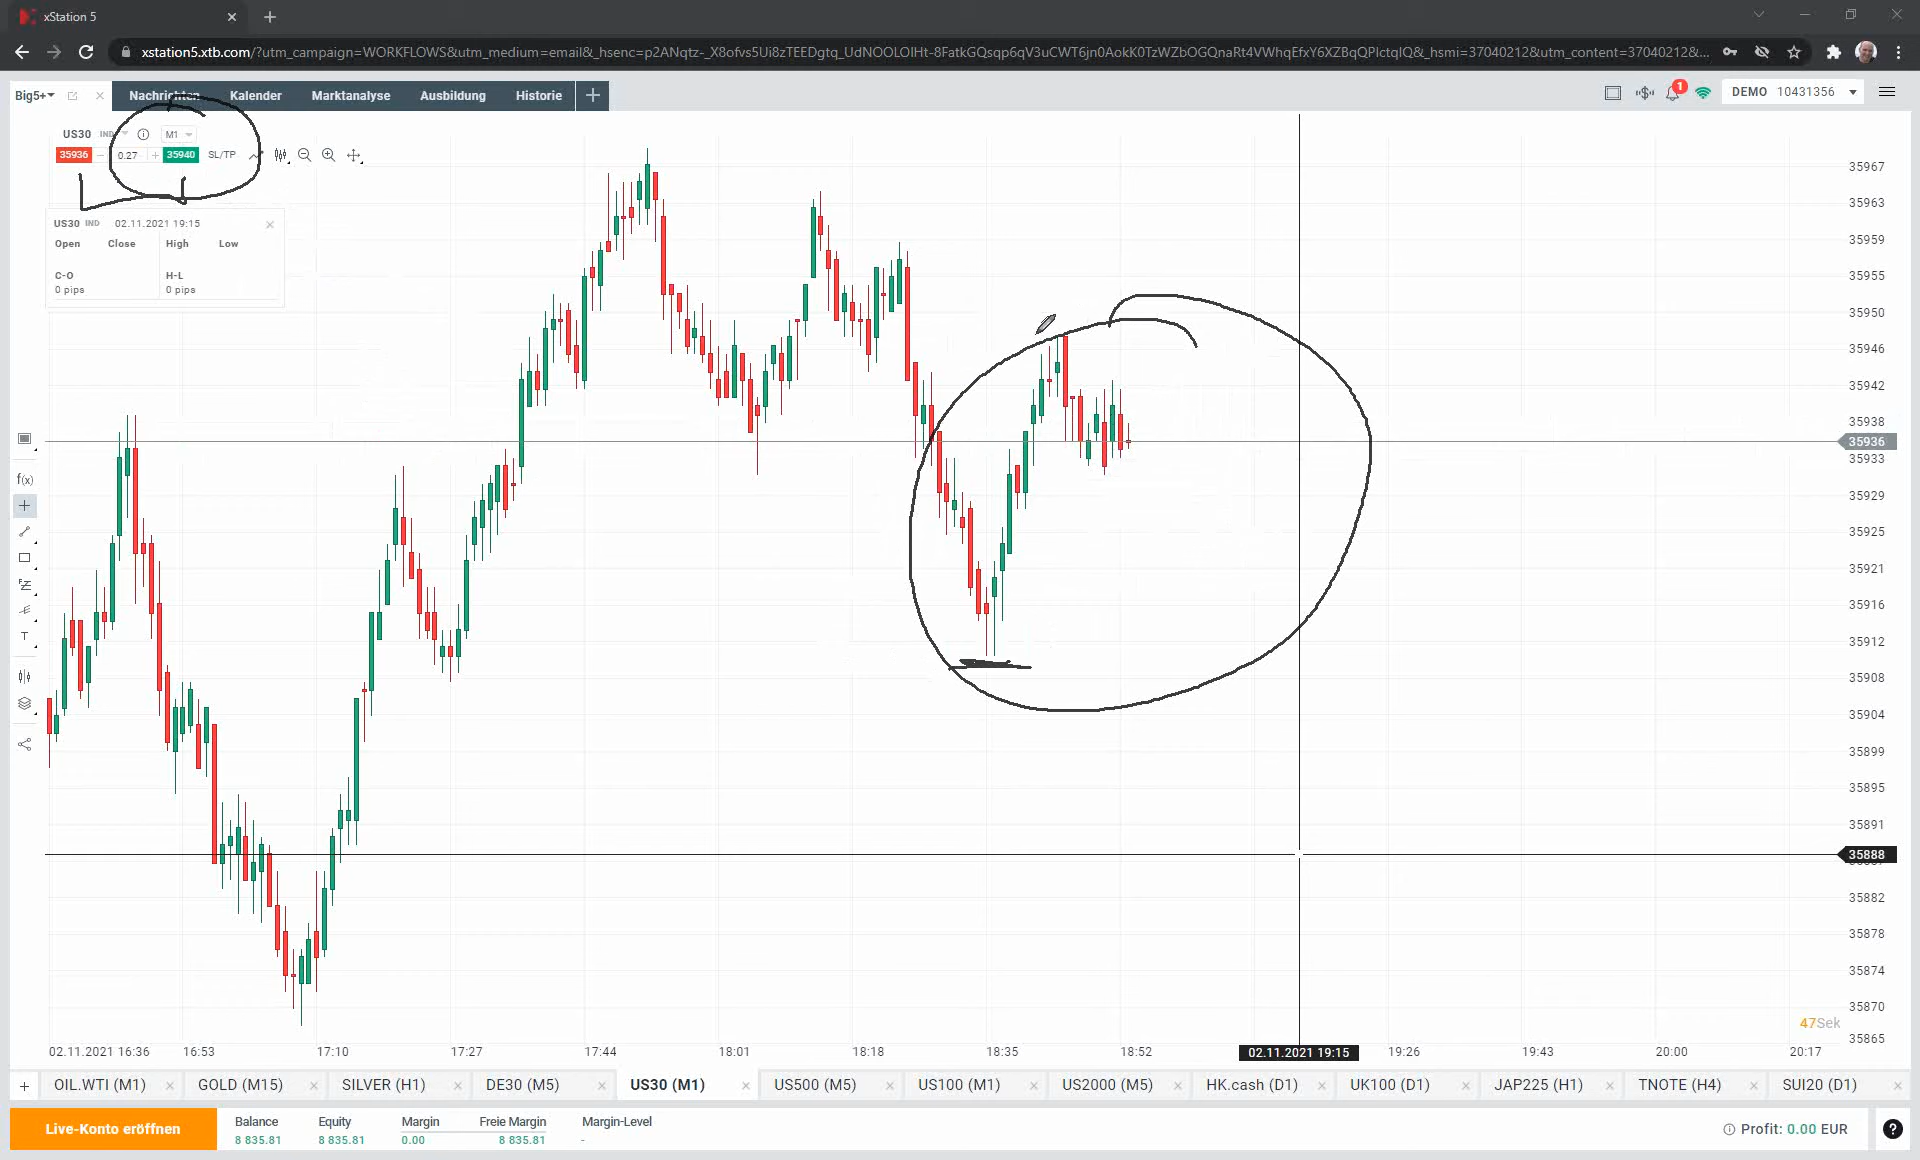 xStation 5
xstation5.xtb.com/?utm_campaign=WORKFLOWS&utm_medium=email&_hsenc=p2ANqtz-_X8ofvs5Ui8zTEEDgtq_UdNOOLOIHt-8FatkGQsqp6qV3uCWT6jn0AokK0TzWZbOGQnaRt4VWhqEfxY6XZBqQPlctqIQ&_hsmi=37040212&utm_content=37040212&...
Big5+ Nachrichten Kalender Marktanalyse Ausbildung Historie
1 DEMO 10431356
US30 IND M1
35936 0.27 35940 SL/TP
US30 IND 02.11.2021 19:15
Open Close High Low
C-O H-L
0 pips 0 pips
f(x)
T
35967
35963
35959
35955
35950
35946
35942
35938
35936
35933
35929
35925
35921
35916
35912
35908
35904
35899
35895
35891
35888
35882
35878
35874
35870
35865
47Sek
02.11.2021 16:36 16:53 17:10 17:27 17:44 18:01 18:18 18:35 18:52 02.11.2021 19:15 19:26 19:43 20:00 20:17
OIL.WTI (M1) GOLD (M15) SILVER (H1) DE30 (M5) US30 (M1) US500 (M5) US100 (M1) US2000 (M5) HK.cash (D1) UK100 (D1) JAP225 (H1) TNOTE (H4) SUI20 (D1)
Live-Konto eröffnen
Balance Equity Margin Freie Margin Margin-Level
8 835.81 8 835.81 0.00 8 835.81 -
Profit: 0.00 EUR